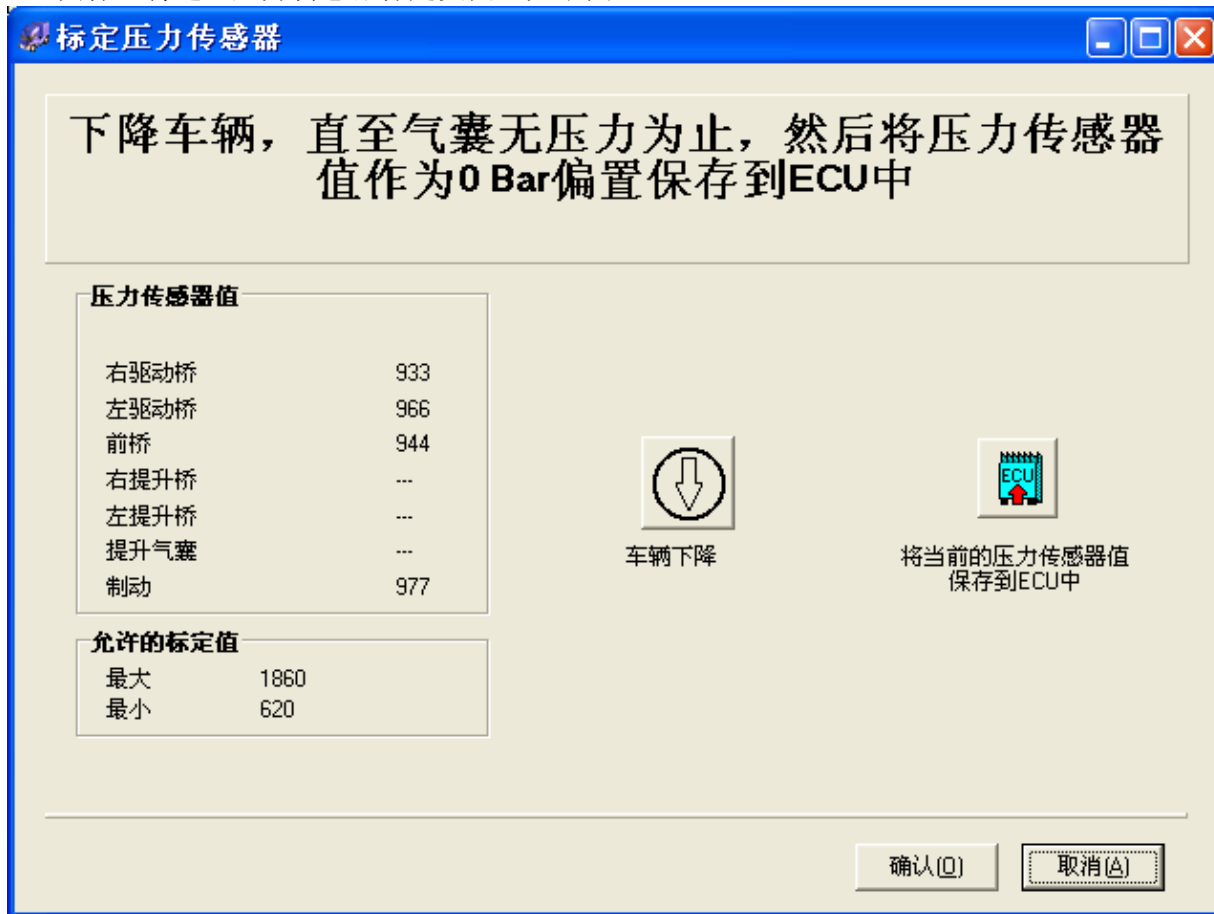 标定压力传感器
下降车辆，直至气囊无压力为止，然后将压力传感器
值作为0 Bar偏置保存到ECU中
压力传感器值
右驱动桥 933
左驱动桥 966
前桥 944
右提升桥 ---
左提升桥 ---
提升气囊 ---
制动 977
ECU
车辆下降
将当前的压力传感器值
保存到ECU中
允许的标定值
最大 1860
最小 620
确认(O) 取消(A)